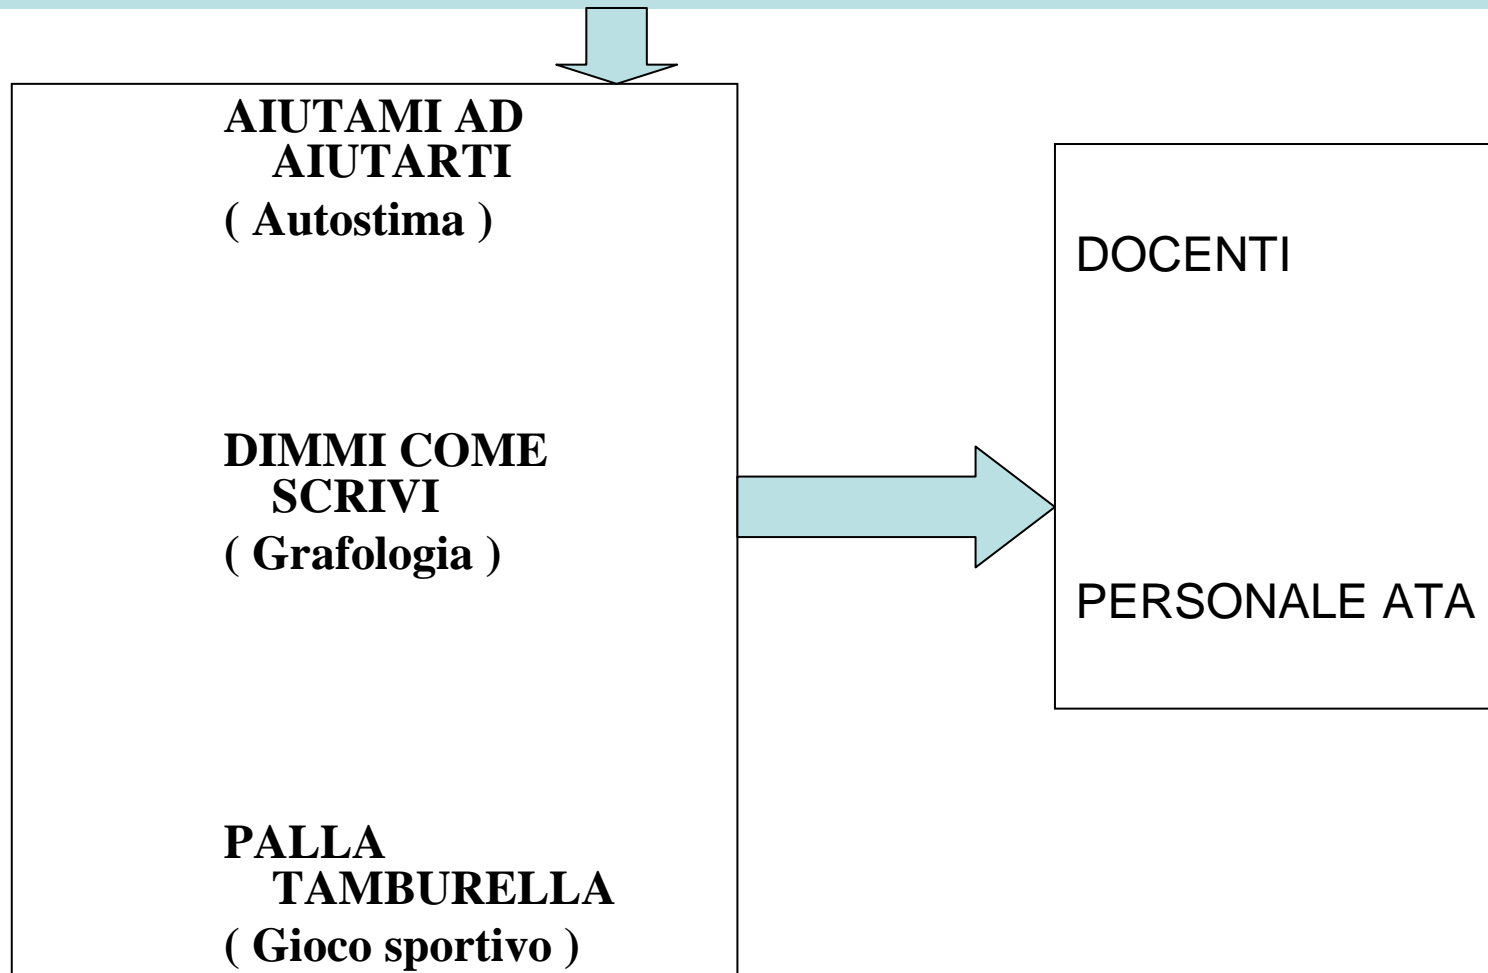 AIUTAMI AD
AIUTARTI
( Autostima )
DIMMI COME
SCRIVI
( Grafologia )
PALLA
TAMBURELLA
( Gioco sportivo )
DOCENTI
PERSONALE ATA